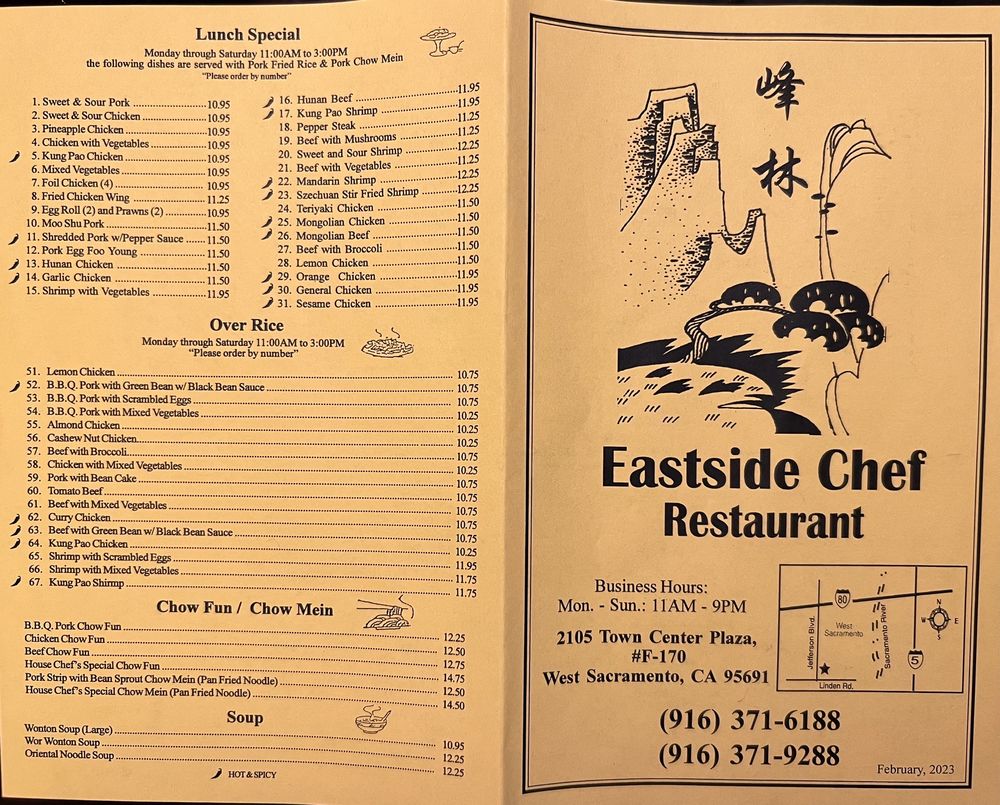 Lunch Special
Monday through Saturday 11:00AM to 3:00PM
the following dishes are served with Pork Fried Rice & Pork Chow Mein
"Please order by number"
1. Sweet & Sour Pork 10.95
2. Sweet & Sour Chicken 10.95
3. Pineapple Chicken 10.95
4. Chicken with Vegetables 10.95
5. Kung Pao Chicken 10.95
6. Mixed Vegetables 10.95
7. Foil Chicken (4) 10.95
8. Fried Chicken Wing 11.25
9. Egg Roll (2) and Prawns (2) 10.95
10. Moo Shu Pork 11.50
11. Shredded Pork w/Pepper Sauce 11.50
12. Pork Egg Foo Young 11.50
13. Hunan Chicken 11.50
14. Garlic Chicken 11.50
15. Shrimp with Vegetables 11.95
16. Hunan Beef 11.95
17. Kung Pao Shrimp 11.95
18. Pepper Steak 11.25
19. Beef with Mushrooms 11.25
20. Sweet and Sour Shrimp 12.25
21. Beef with Vegetables 11.25
22. Mandarin Shrimp 12.25
23. Szechuan Stir Fried Shrimp 12.25
24. Teriyaki Chicken 11.50
25. Mongolian Chicken 11.50
26. Mongolian Beef 11.50
27. Beef with Broccoli 11.50
28. Lemon Chicken 11.50
29. Orange Chicken 11.95
30. General Chicken 11.95
31. Sesame Chicken 11.95
Over Rice
Monday through Saturday 11:00AM to 3:00PM
"Please order by number"
51. Lemon Chicken 10.75
52. B.B.Q. Pork with Green Bean w/ Black Bean Sauce 10.75
53. B.B.Q. Pork with Scrambled Eggs 10.75
54. B.B.Q. Pork with Mixed Vegetables 10.25
55. Almond Chicken 10.25
56. Cashew Nut Chicken 10.25
57. Beef with Broccoli 10.75
58. Chicken with Mixed Vegetables 10.25
59. Pork with Bean Cake 10.75
60. Tomato Beef 10.75
61. Beef with Mixed Vegetables 10.75
62. Curry Chicken 10.75
63. Beef with Green Bean w/ Black Bean Sauce 10.75
64. Kung Pao Chicken 10.25
65. Shrimp with Scrambled Eggs 11.95
66. Shrimp with Mixed Vegetables 11.75
67. Kung Pao Shirmp 11.75
Chow Fun / Chow Mein
B.B.Q. Pork Chow Fun 12.25
Chicken Chow Fun 12.50
Beef Chow Fun 12.75
House Chef's Special Chow Fun 14.75
Pork Strip with Bean Sprout Chow Mein (Pan Fried Noodle) 12.50
House Chef's Special Chow Mein (Pan Fried Noodle) 14.50
Soup
Wonton Soup (Large) 10.95
Wor Wonton Soup 12.25
Oriental Noodle Soup 12.25
HOT & SPICY
峰
林
Eastside Chef
Restaurant
Business Hours:
Mon. - Sun.: 11AM - 9PM
2105 Town Center Plaza,
#F-170
West Sacramento, CA 95691
80
West
Sacramento
Jefferson Blvd.
Sacramento River
N
W E
S
5
Linden Rd.
(916) 371-6188
(916) 371-9288
February, 2023